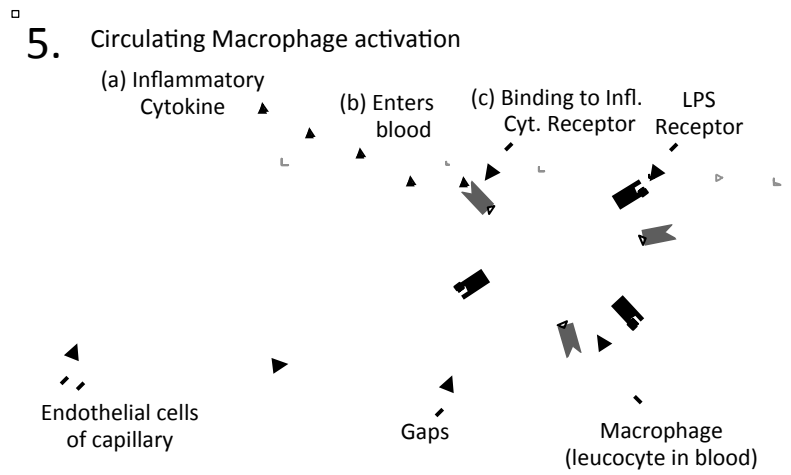 5. Circulating Macrophage activation
(a) Inflammatory
Cytokine
(b) Enters
blood
(c) Binding to Infl.
Cyt. Receptor
LPS
Receptor
Endothelial cells
of capillary
Gaps
Macrophage
(leucocyte in blood)